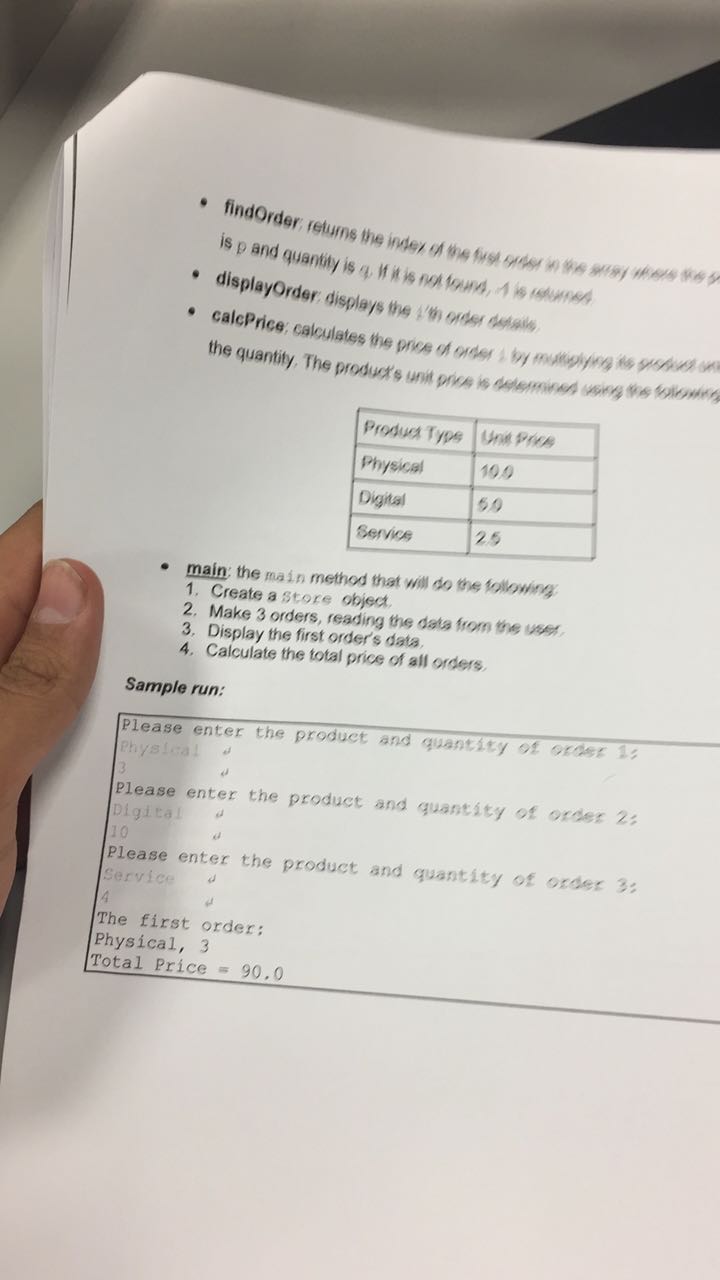 • findOrder: returns the index of the first order in the array where the
is p and quantity is q. If it is not found, -1 is returned.
• displayOrder: displays the i'th order details.
• calcPrice: calculates the price of order i by multiplying its product
the quantity. The product's unit price is determined using the following
Product Type Unit Price
Physical 10.0
Digital 5.0
Service 2.5
• main: the main method that will do the following:
1. Create a Store object.
2. Make 3 orders, reading the data from the user.
3. Display the first order's data.
4. Calculate the total price of all orders.
Sample run:
Please enter the product and quantity of order 1:
Physical ↲
3 ↲
Please enter the product and quantity of order 2:
Digital ↲
10 ↲
Please enter the product and quantity of order 3:
Service ↲
4 ↲
The first order:
Physical, 3
Total Price = 90.0